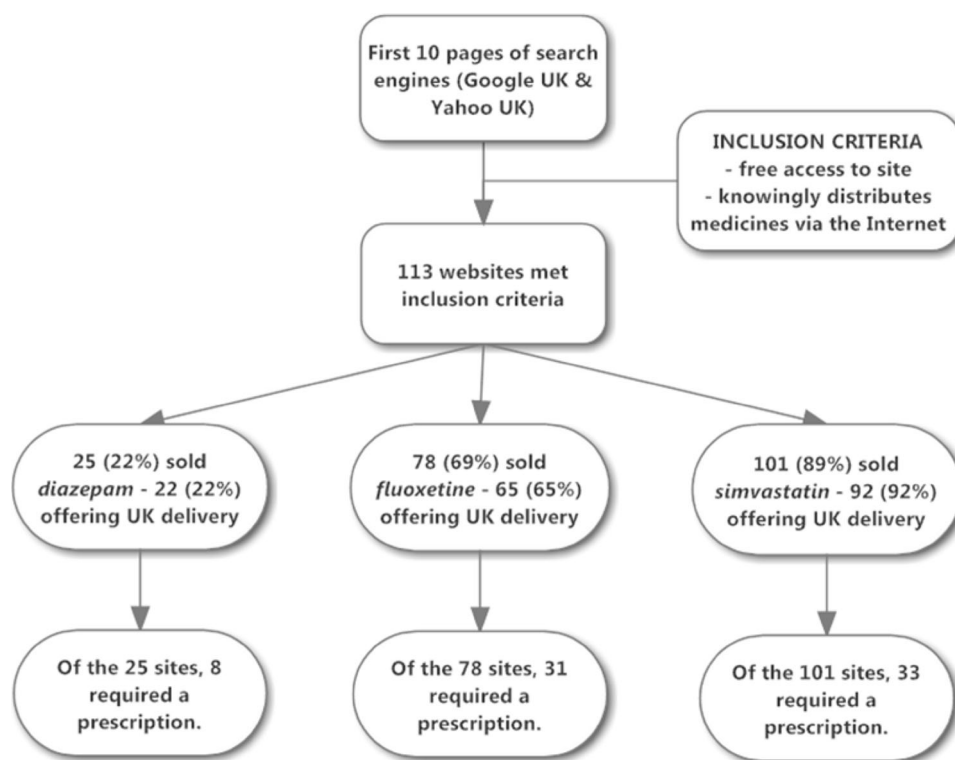 First 10 pages of search
engines (Google UK &
Yahoo UK)
INCLUSION CRITERIA
- free access to site
- knowingly distributes
medicines via the Internet
113 websites met
inclusion criteria
25 (22%) sold
diazepam - 22 (22%)
offering UK delivery
78 (69%) sold
fluoxetine - 65 (65%)
offering UK delivery
101 (89%) sold
simvastatin - 92 (92%)
offering UK delivery
Of the 25 sites, 8
required a
prescription.
Of the 78 sites, 31
required a
prescription.
Of the 101 sites, 33
required a
prescription.